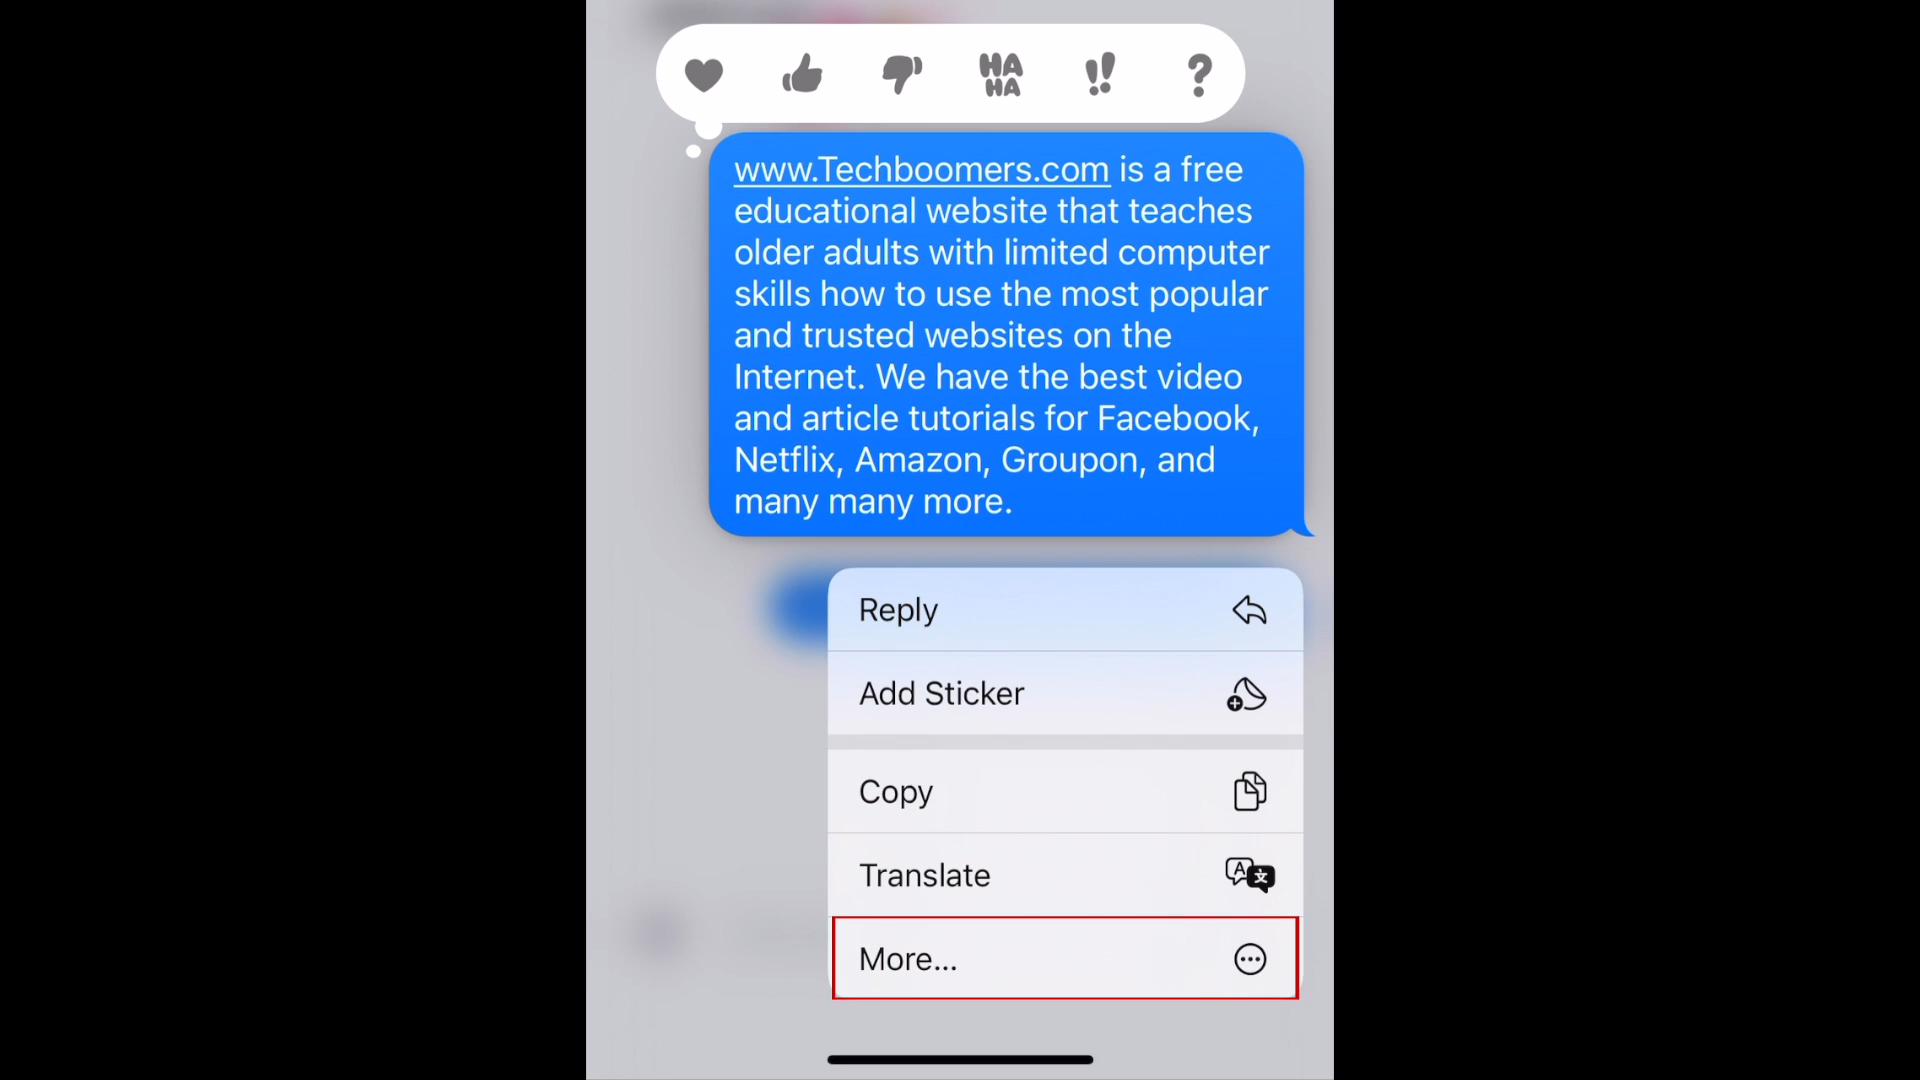 HA
HA
!!
?
www.Techboomers.com is a free
educational website that teaches
older adults with limited computer
skills how to use the most popular
and trusted websites on the
Internet. We have the best video
and article tutorials for Facebook,
Netflix, Amazon, Groupon, and
many many more.
Reply
Add Sticker
Copy
Translate
A 文
More...